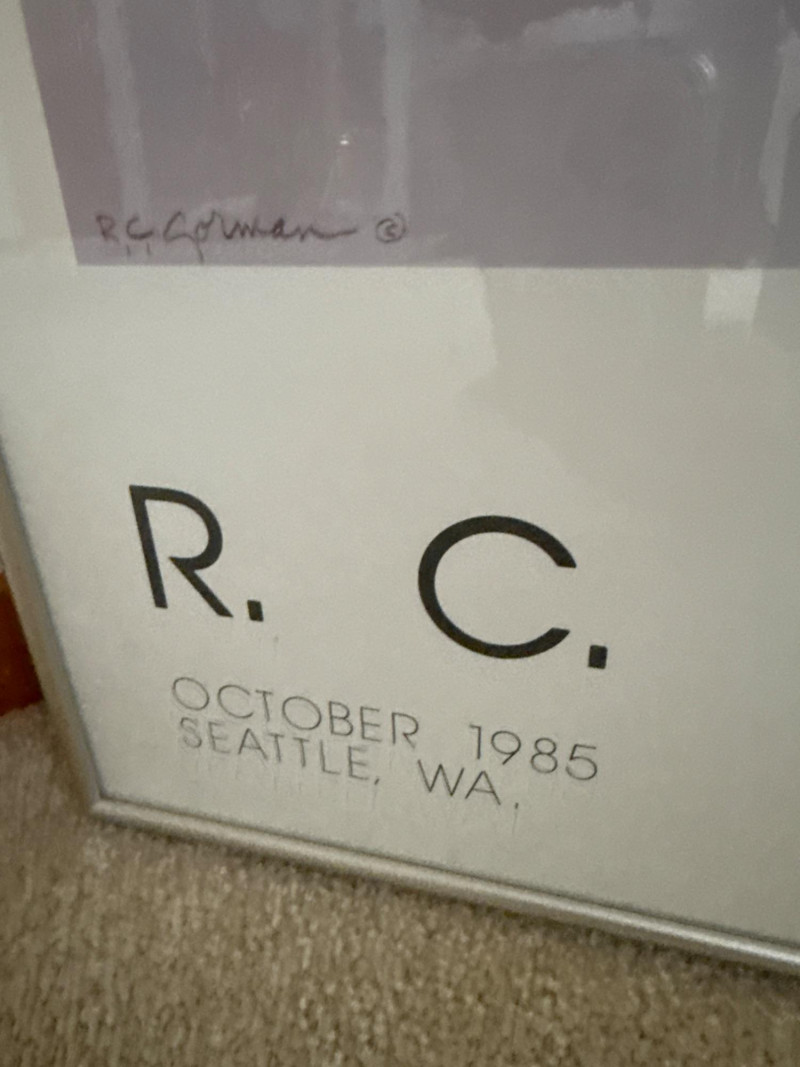 R C Gorman ©
R. C.
OCTOBER 1985
SEATTLE, WA.